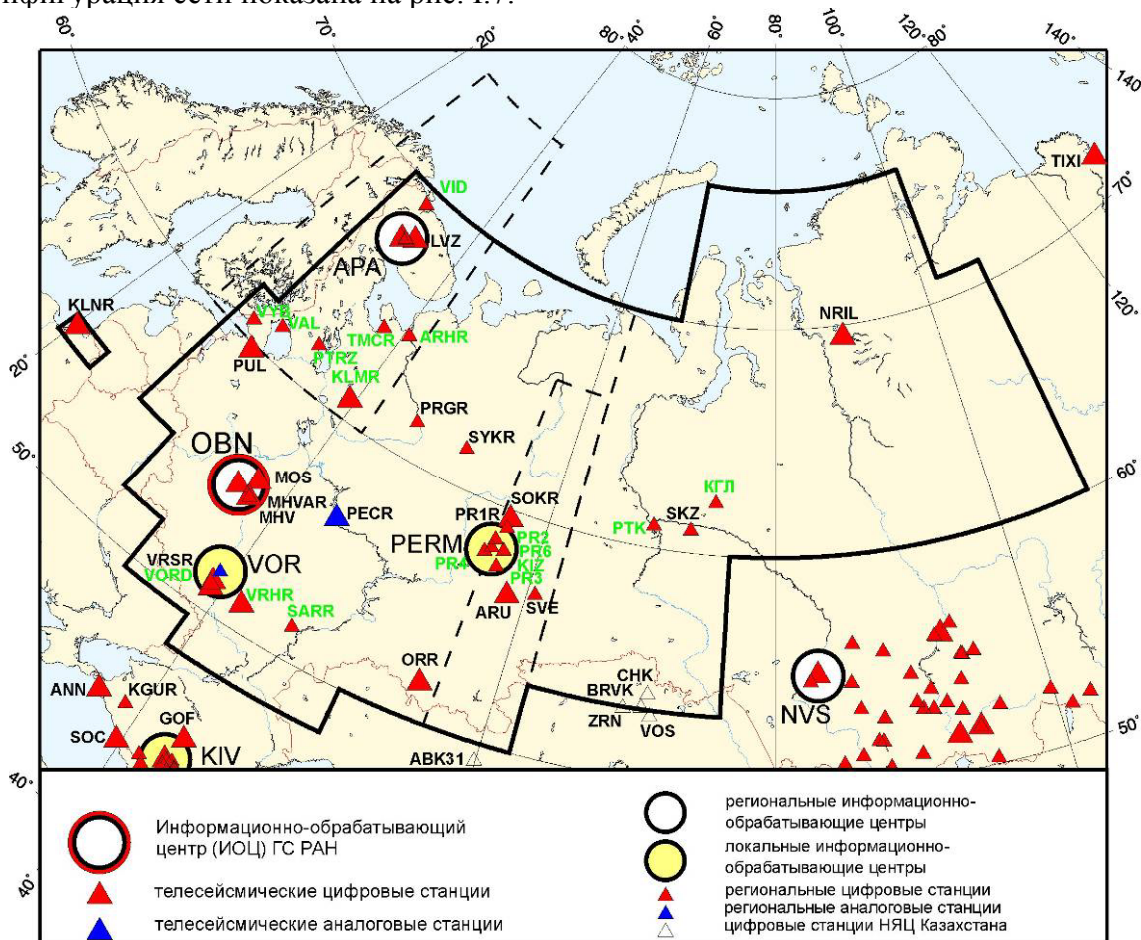 нфигурация сети показана на рис. I.7.
60°
70°
20°
80°
40°
60°
80°
100°
120°
80°
140°
140°
TIXI
70°
VID
LVZ
APA
120°
KLNR
VYB
VAL
TMCR
ARHR
NRIL
20°
PUL
PTRZ
KLMR
PRGR
SYKR
OBN
50°
60°
MOS
MHVAR
MHV
PECR
SOKR
PR1R
PERM
КГЛ
SKZ
PTK
PR2
PR6
PR4
KIZ
PR3
VRSR
VOR
VORD
VRHR
SARR
ARU
SVE
ORR
CHK
BRVK
ZRN
VOS
NVS
ANN
KGUR
GOF
SOC
KIV
ABK31
50°
40°
40°
Информационно-обрабатывающий
центр (ИОЦ) ГС РАН
телесейсмические цифровые станции
телесейсмические аналоговые станции
региональные информационно-
обрабатывающие центры
локальные информационно-
обрабатывающие центры
региональные цифровые станции
региональные аналоговые станции
цифровые станции НЯЦ Казахстана